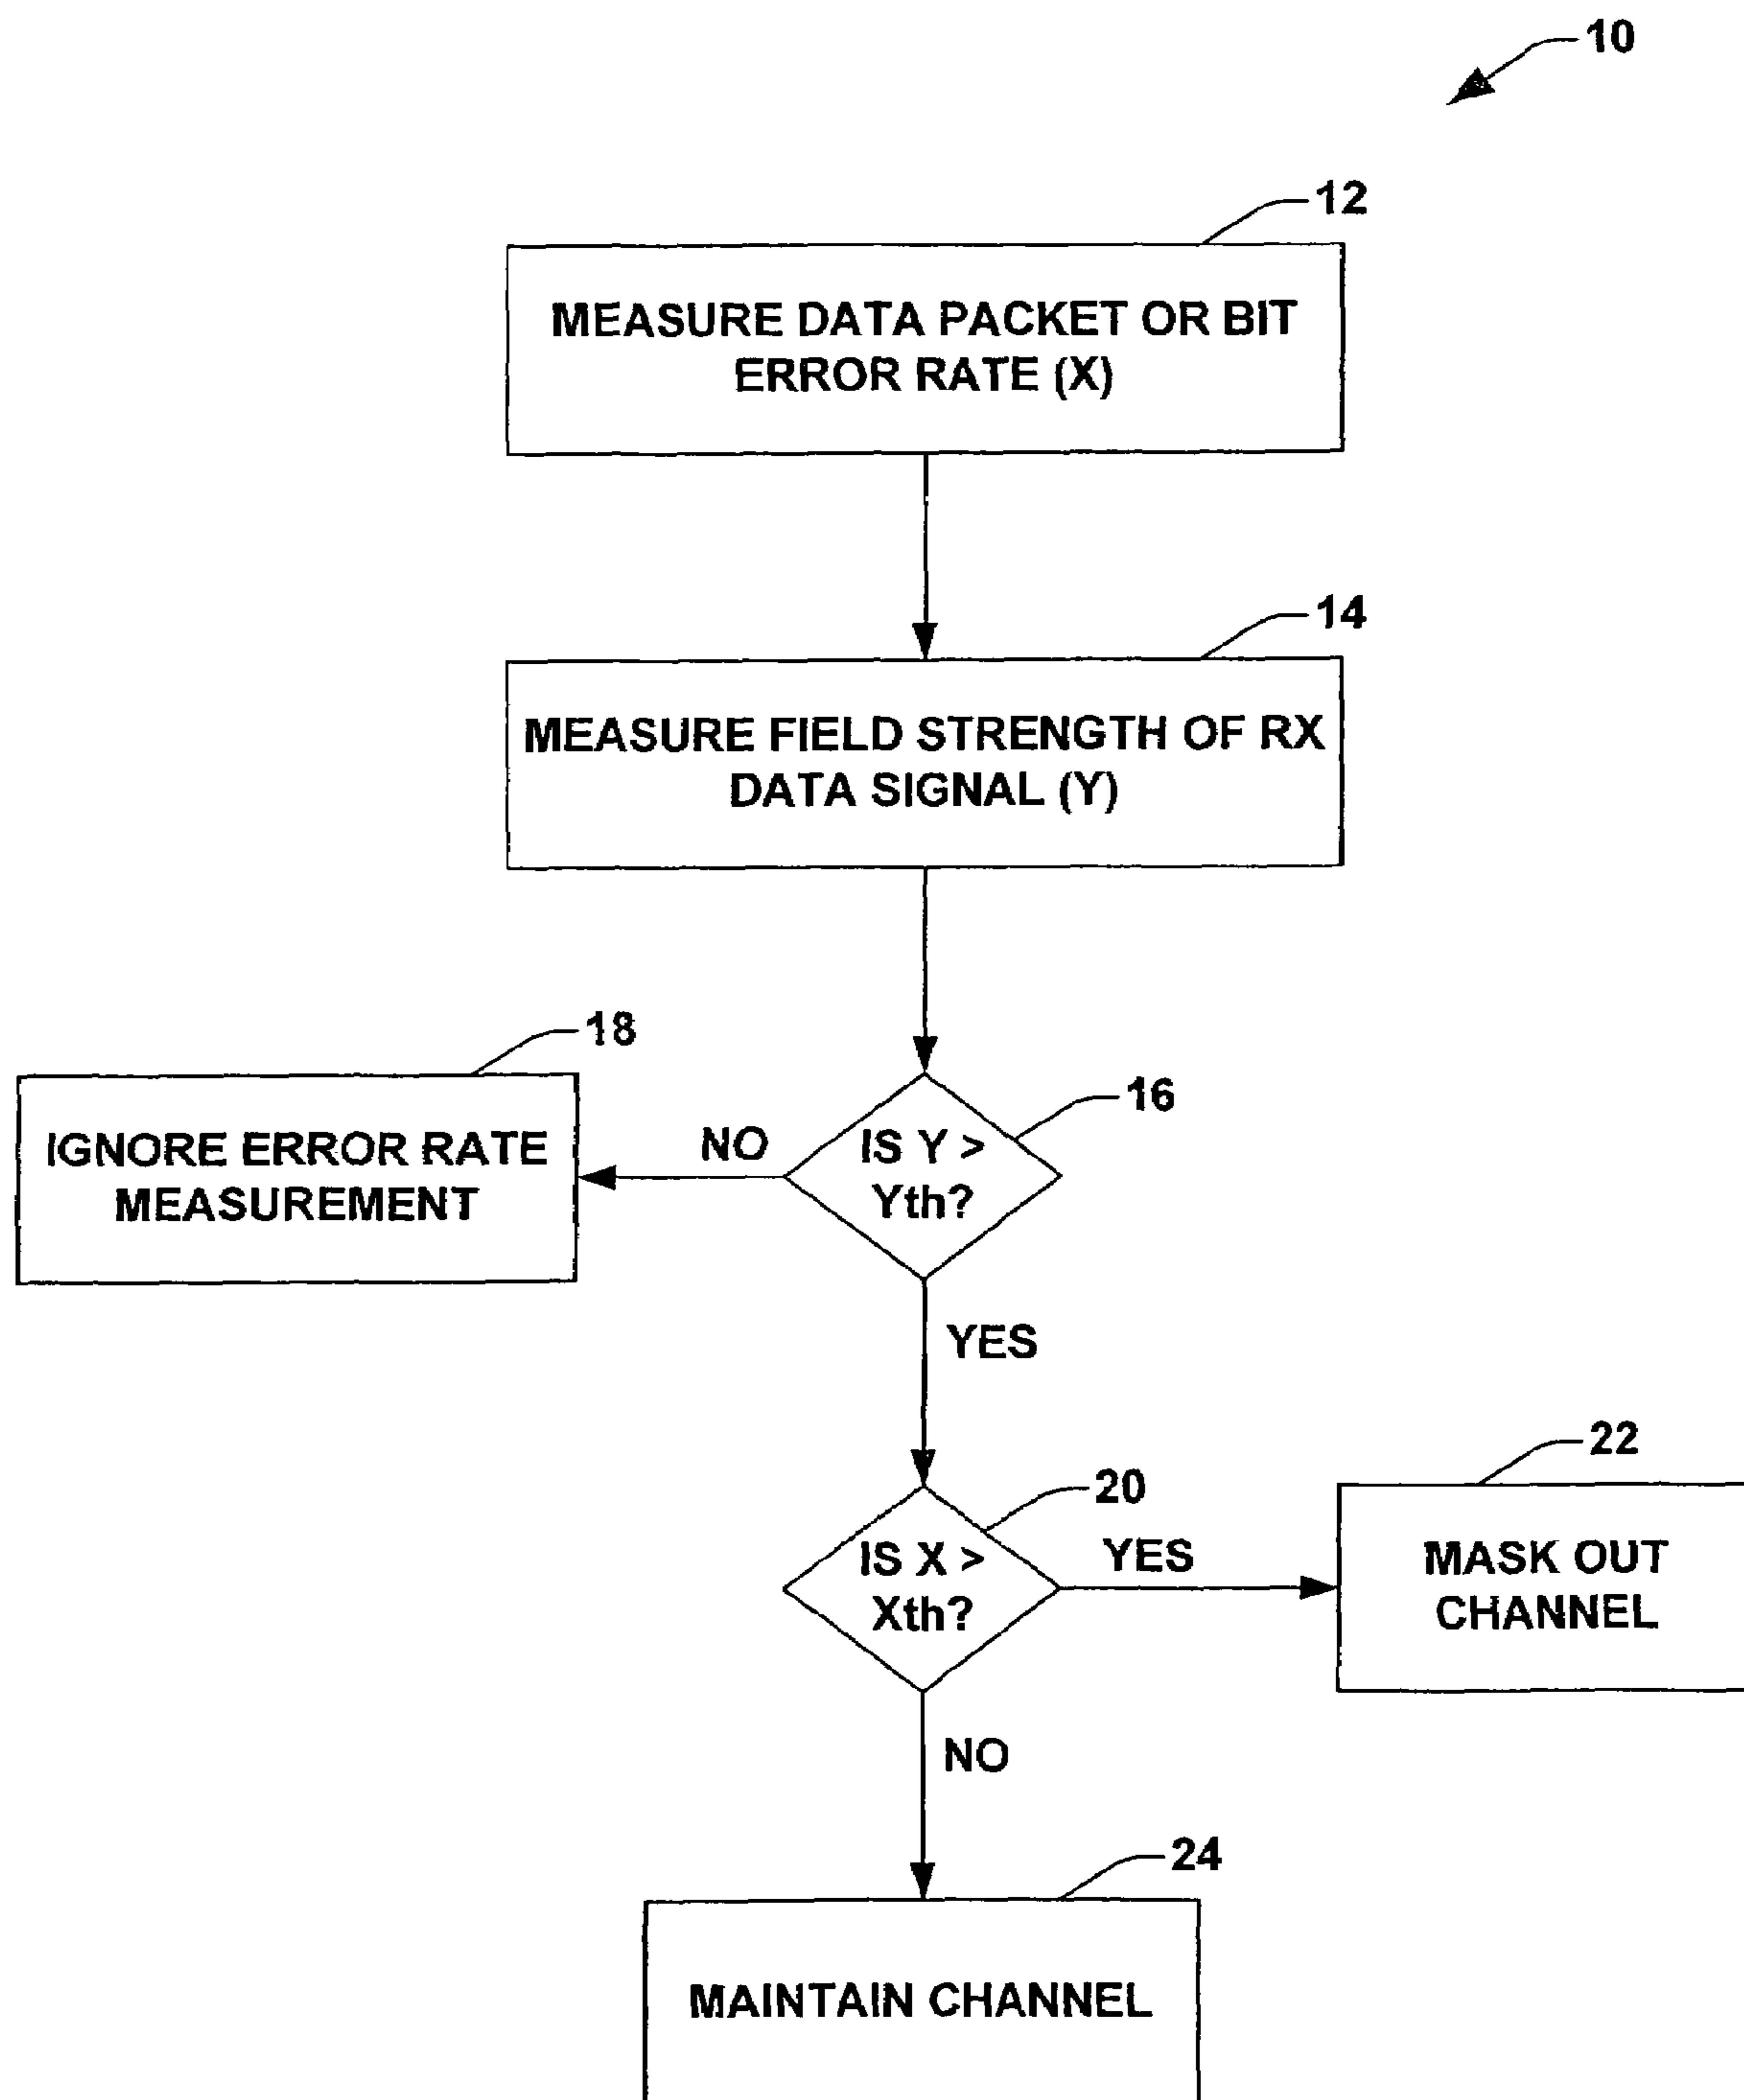 10
12
MEASURE DATA PACKET OR BIT
ERROR RATE (X)
14
MEASURE FIELD STRENGTH OF RX
DATA SIGNAL (Y)
18
IGNORE ERROR RATE
MEASUREMENT
NO
16
IS Y >
Yth?
YES
20
IS X >
Xth?
YES
22
MASK OUT
CHANNEL
NO
24
MAINTAIN CHANNEL